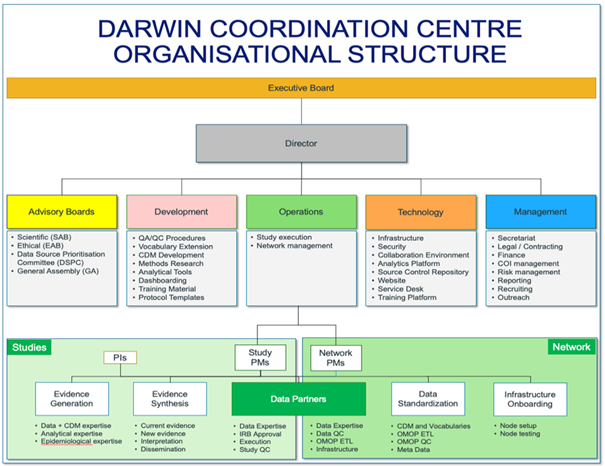 DARWIN COORDINATION CENTRE
ORGANISATIONAL STRUCTURE
Executive Board
Director
Advisory Boards
• Scientific (SAB)
• Ethical (EAB)
• Data Source Prioritisation
Committee (DSPC)
• General Assembly (GA)
Development
• QA/QC Procedures
• Vocabulary Extension
• CDM Development
• Methods Research
• Analytical Tools
• Dashboarding
• Training Material
• Protocol Templates
Operations
• Study execution
• Network management
Technology
• Infrastructure
• Security
• Collaboration Environment
• Analytics Platform
• Source Control Repository
• Website
• Service Desk
• Training Platform
Management
• Secretariat
• Legal / Contracting
• Finance
• COI management
• Risk management
• Reporting
• Recruiting
• Outreach
Studies
PIs
Study
PMs
Network
PMs
Network
Evidence
Generation
• Data + CDM expertise
• Analytical expertise
• Epidemiological expertise
Evidence
Synthesis
• Current evidence
• New evidence
• Interpretation
• Dissemination
Data Partners
• Data Expertise
• IRB Approval
• Execution
• Study QC
• Data Expertise
• Data QC
• OMOP ETL
• Infrastructure
Data
Standardization
• CDM and Vocabularies
• OMOP ETL
• OMOP QC
• Meta Data
Infrastructure
Onboarding
• Node setup
• Node testing